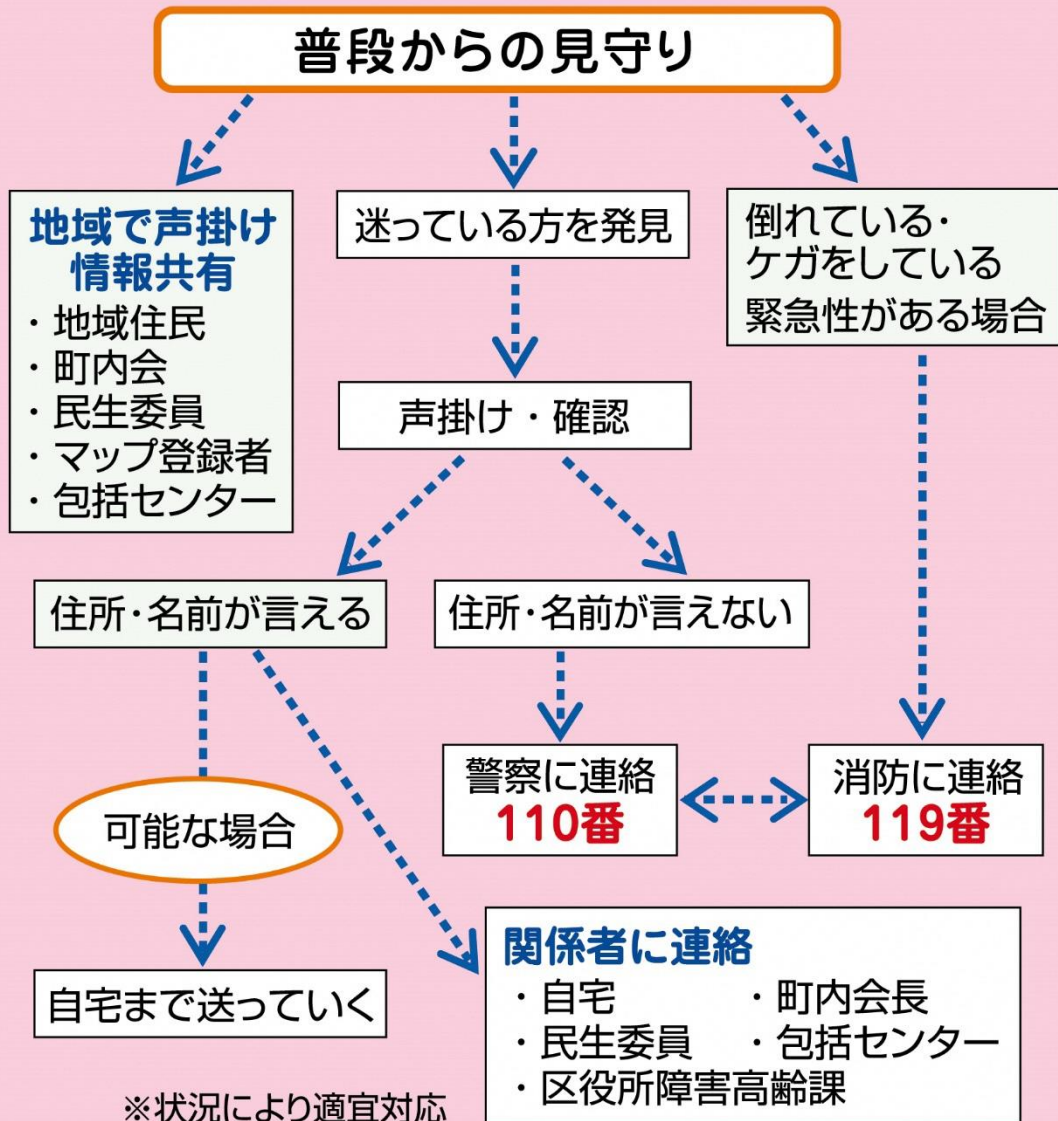 普段からの見守り
地域で声掛け
情報共有
・地域住民
・町内会
・民生委員
・マップ登録者
・包括センター
迷っている方を発見
倒れている・
ケガをしている
緊急性がある場合
声掛け・確認
住所・名前が言える
住所・名前が言えない
可能な場合
警察に連絡
110番
消防に連絡
119番
自宅まで送っていく
関係者に連絡
・自宅 ・町内会長
・民生委員 ・包括センター
・区役所障害高齢課
※状況により適宜対応